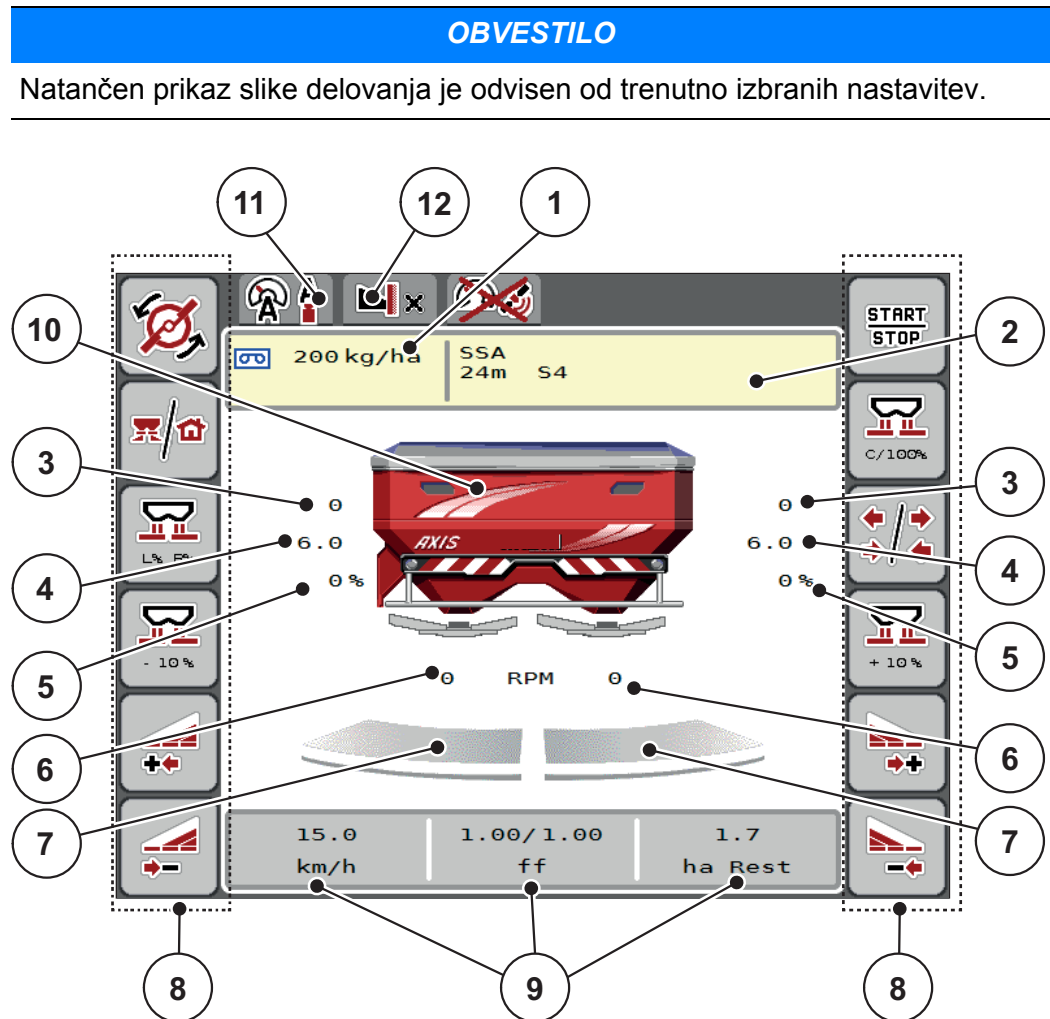 OBVESTILO
Natančen prikaz slike delovanja je odvisen od trenutno izbranih nastavitev.
11 12 1
A
200 kg/ha SSA
24m S4
START
STOP
10 2
C/100%
3 0 0 3
L% R%
4 6.0 AXIS 6.0 4
0% 0%
- 10% + 10%
5 5
0 RPM 0
6 6
7 7
15.0 1.00/1.00 1.7
km/h ff ha Rest
8 9 8